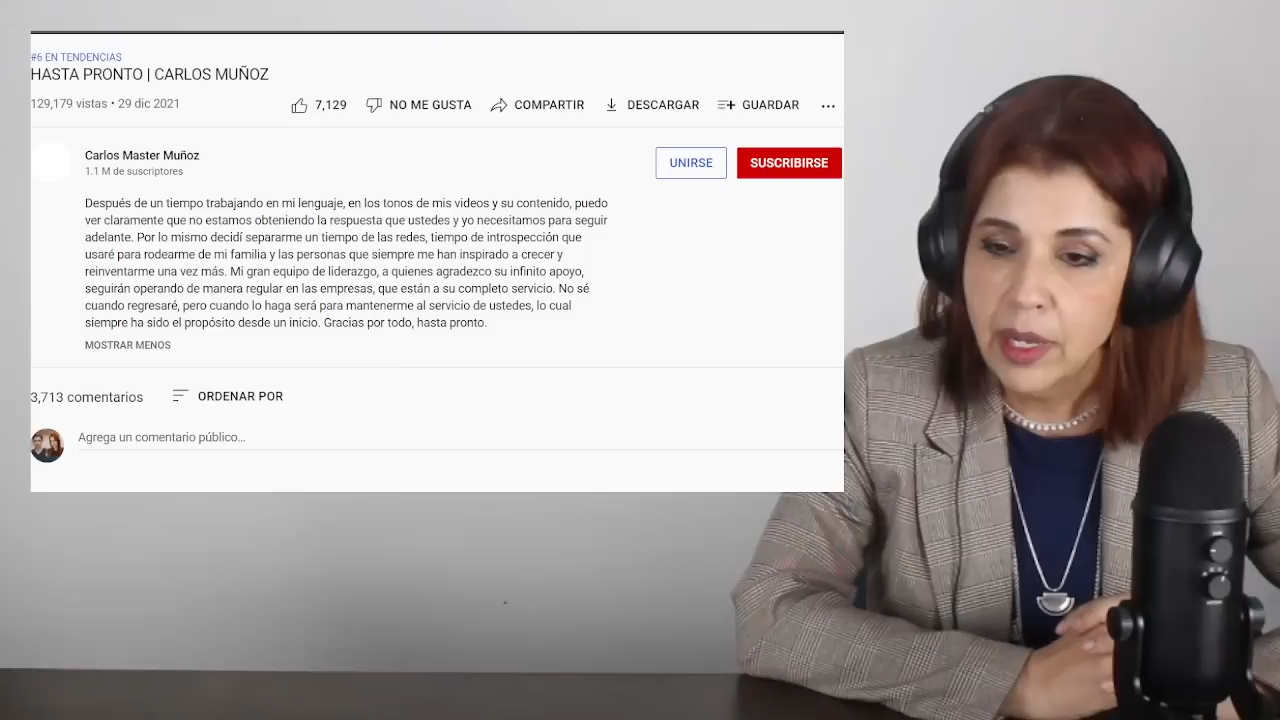 #6 EN TENDENCIAS
HASTA PRONTO | CARLOS MUÑOZ
129,179 vistas • 29 dic 2021
7,129
NO ME GUSTA
COMPARTIR
DESCARGAR
GUARDAR
...
Carlos Master Muñoz
1.1 M de suscriptores
UNIRSE
SUSCRIBIRSE
Después de un tiempo trabajando en mi lenguaje, en los tonos de mis videos y su contenido, puedo
ver claramente que no estamos obteniendo la respuesta que ustedes y yo necesitamos para seguir
adelante. Por lo mismo decidí separarme un tiempo de las redes, tiempo de introspección que
usaré para rodearme de mi familia y las personas que siempre me han inspirado a crecer y
reinventarme una vez más. Mi gran equipo de liderazgo, a quienes agradezco su infinito apoyo,
seguirán operando de manera regular en las empresas, que están a su completo servicio. No sé
cuando regresaré, pero cuando lo haga será para mantenerme al servicio de ustedes, lo cual
siempre ha sido el propósito desde un inicio. Gracias por todo, hasta pronto.
MOSTRAR MENOS
3,713 comentarios
ORDENAR POR
Agrega un comentario público...